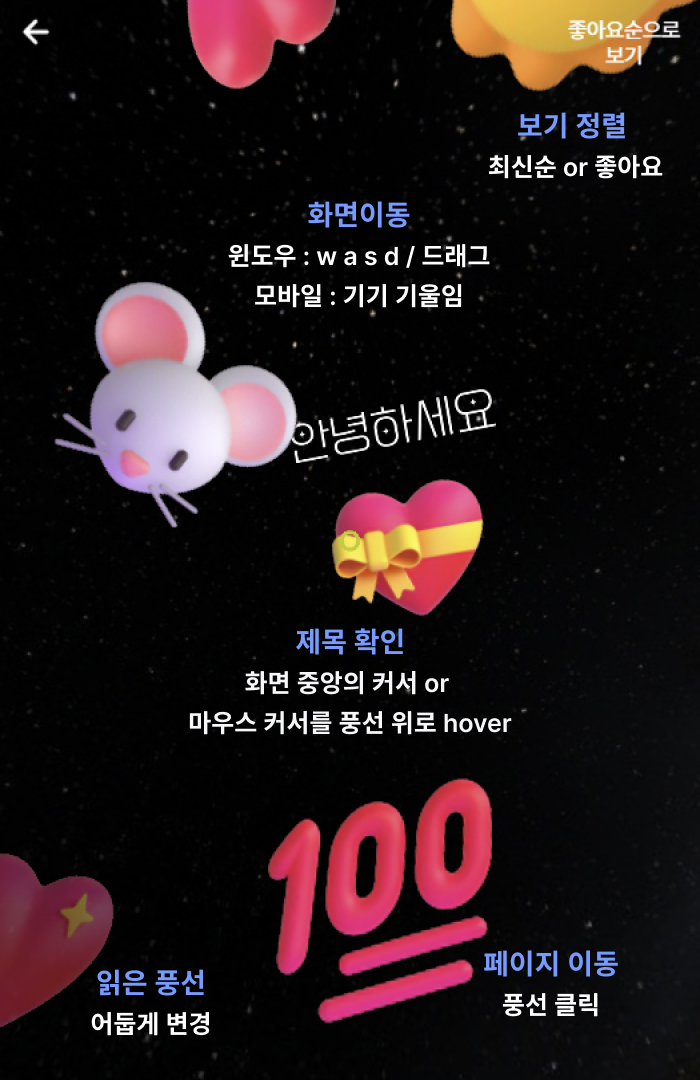 좋아요순으로
보기
보기 정렬
최신순 or 좋아요
화면이동
윈도우 : w a s d / 드래그
모바일 : 기기 기울임
안녕하세요
제목 확인
화면 중앙의 커서 or
마우스 커서를 풍선 위로 hover
100
읽은 풍선
어둡게 변경
페이지 이동
풍선 클릭